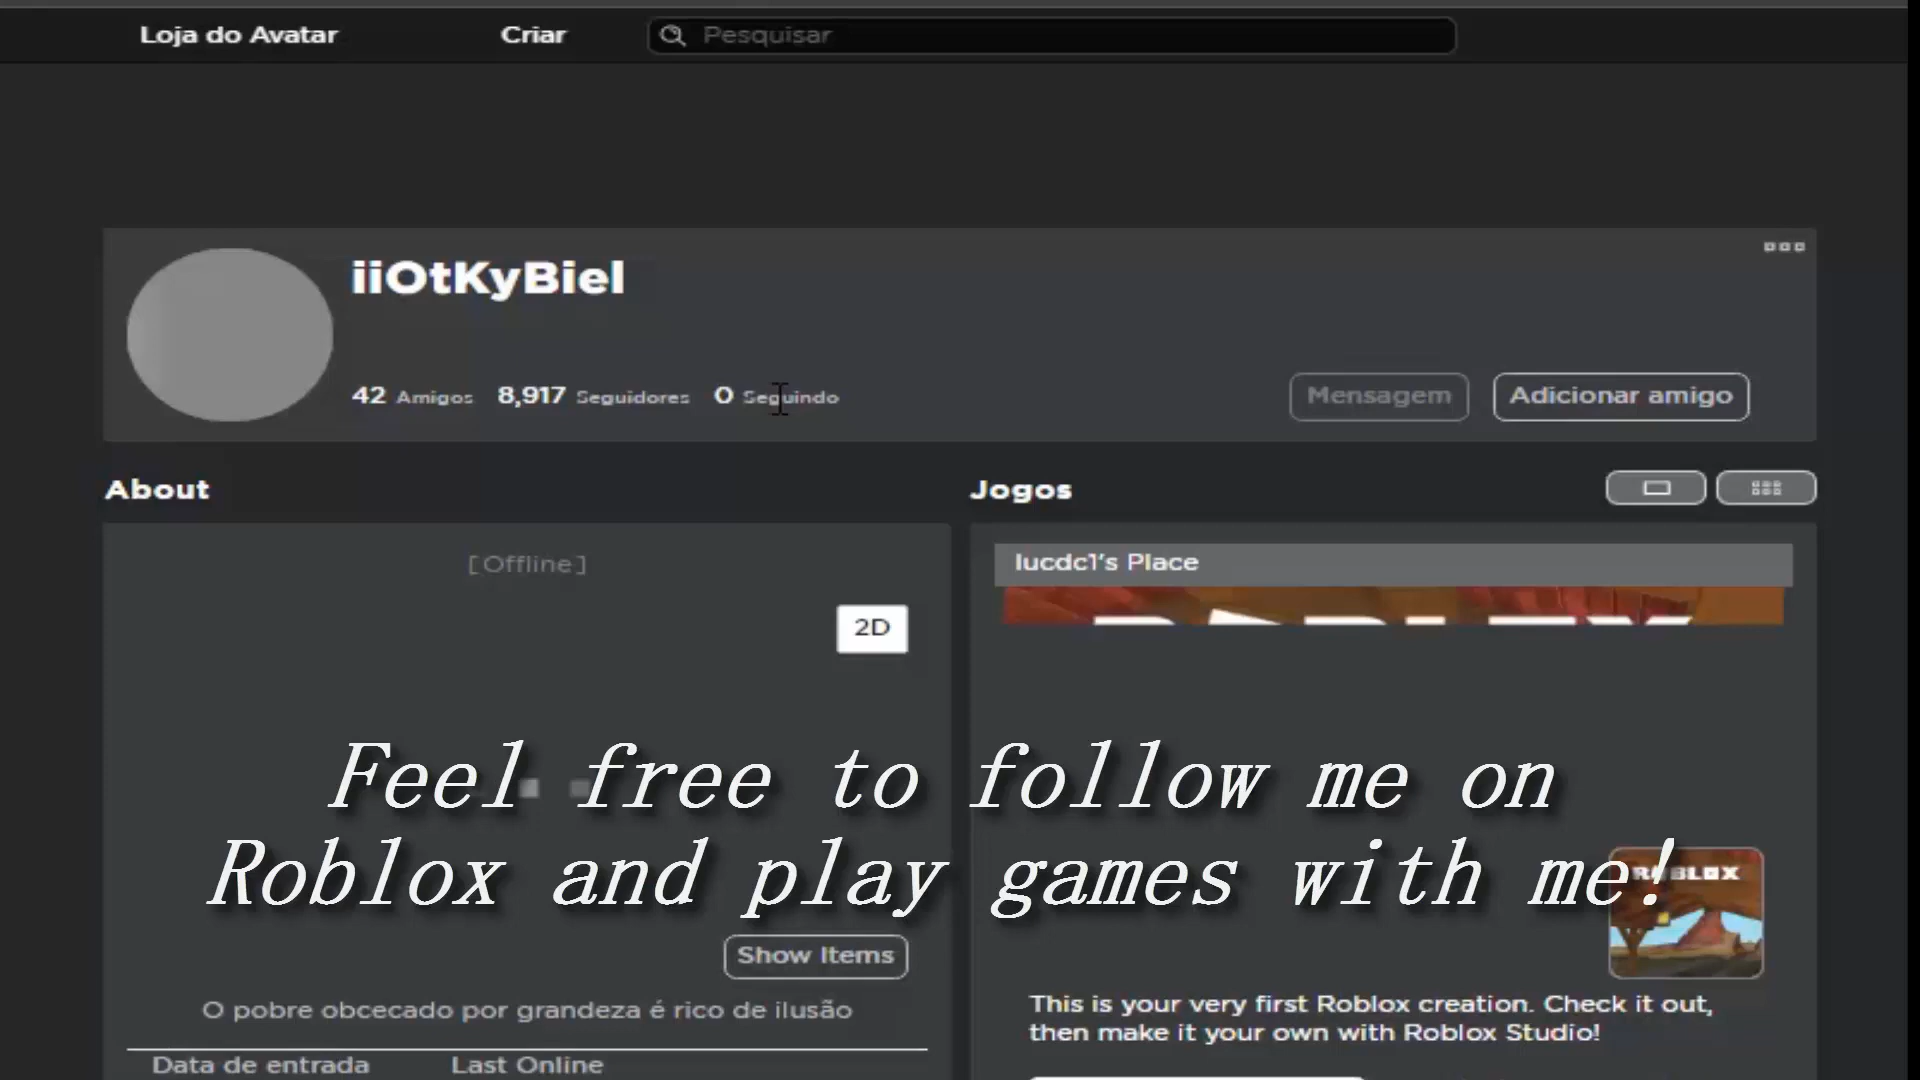 Loja do Avatar Criar Pesquisar
iiOtKyBiel
42 Amigos 8,917 Seguidores 0 Seguindo
Mensagem Adicionar amigo
About
[Offline]
2D
Show Items
O pobre obcecado por grandeza é rico de ilusão
Data de entrada Last Online
Jogos
lucdc1's Place
ROBLOX
This is your very first Roblox creation. Check it out,
then make it your own with Roblox Studio!
Feel free to follow me on
Roblox and play games with me!